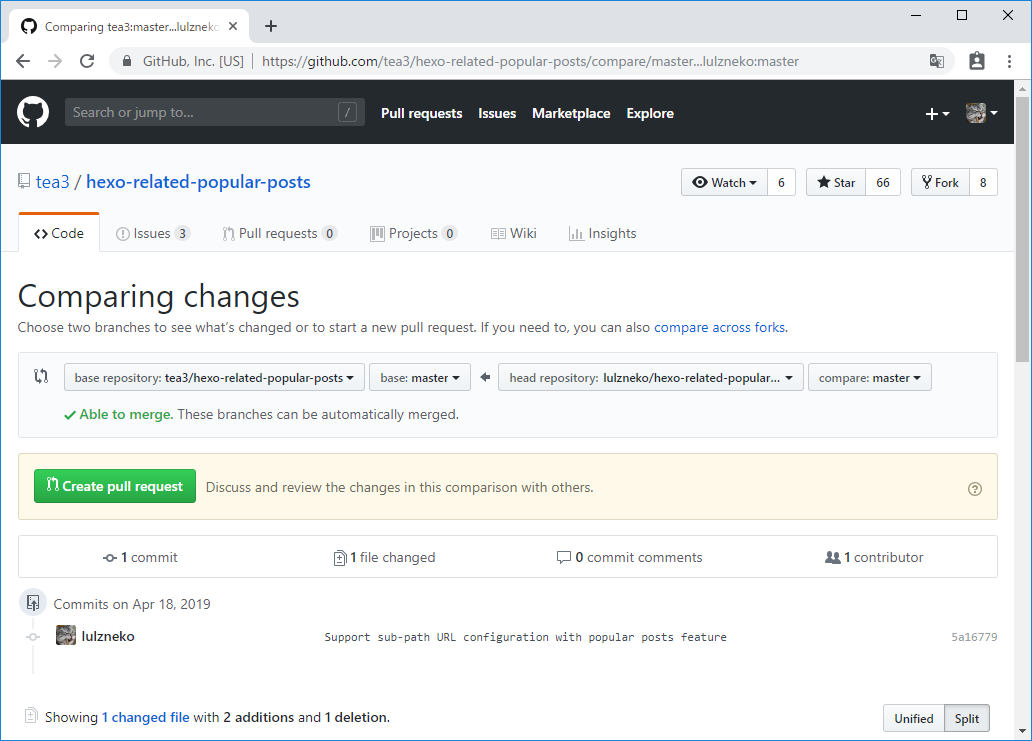 Comparing tea3:master...lulzneko
GitHub, Inc. [US] | https://github.com/tea3/hexo-related-popular-posts/compare/master...lulzneko:master
Search or jump to... / Pull requests Issues Marketplace Explore
tea3 / hexo-related-popular-posts Watch 6 Star 66 Fork 8
Code Issues 3 Pull requests 0 Projects 0 Wiki Insights
Comparing changes
Choose two branches to see what's changed or to start a new pull request. If you need to, you can also compare across forks.
base repository: tea3/hexo-related-popular-posts base: master head repository: lulzneko/hexo-related-popular... compare: master
Able to merge. These branches can be automatically merged.
Create pull request Discuss and review the changes in this comparison with others.
1 commit 1 file changed 0 commit comments 1 contributor
Commits on Apr 18, 2019
lulzneko Support sub-path URL configuration with popular posts feature 5a16779
Showing 1 changed file with 2 additions and 1 deletion. Unified Split